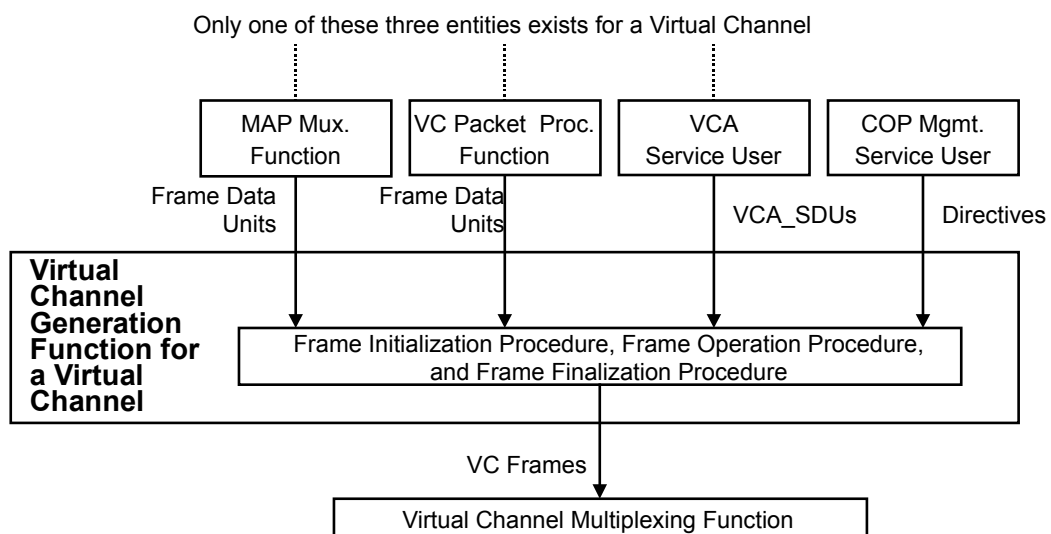 Only one of these three entities exists for a Virtual Channel
MAP Mux.
Function
VC Packet Proc.
Function
VCA
Service User
COP Mgmt.
Service User
Frame Data
Units
Frame Data
Units
VCA_SDUs
Directives
Virtual
Channel
Generation
Function for
a Virtual
Channel
Frame Initialization Procedure, Frame Operation Procedure,
and Frame Finalization Procedure
VC Frames
Virtual Channel Multiplexing Function